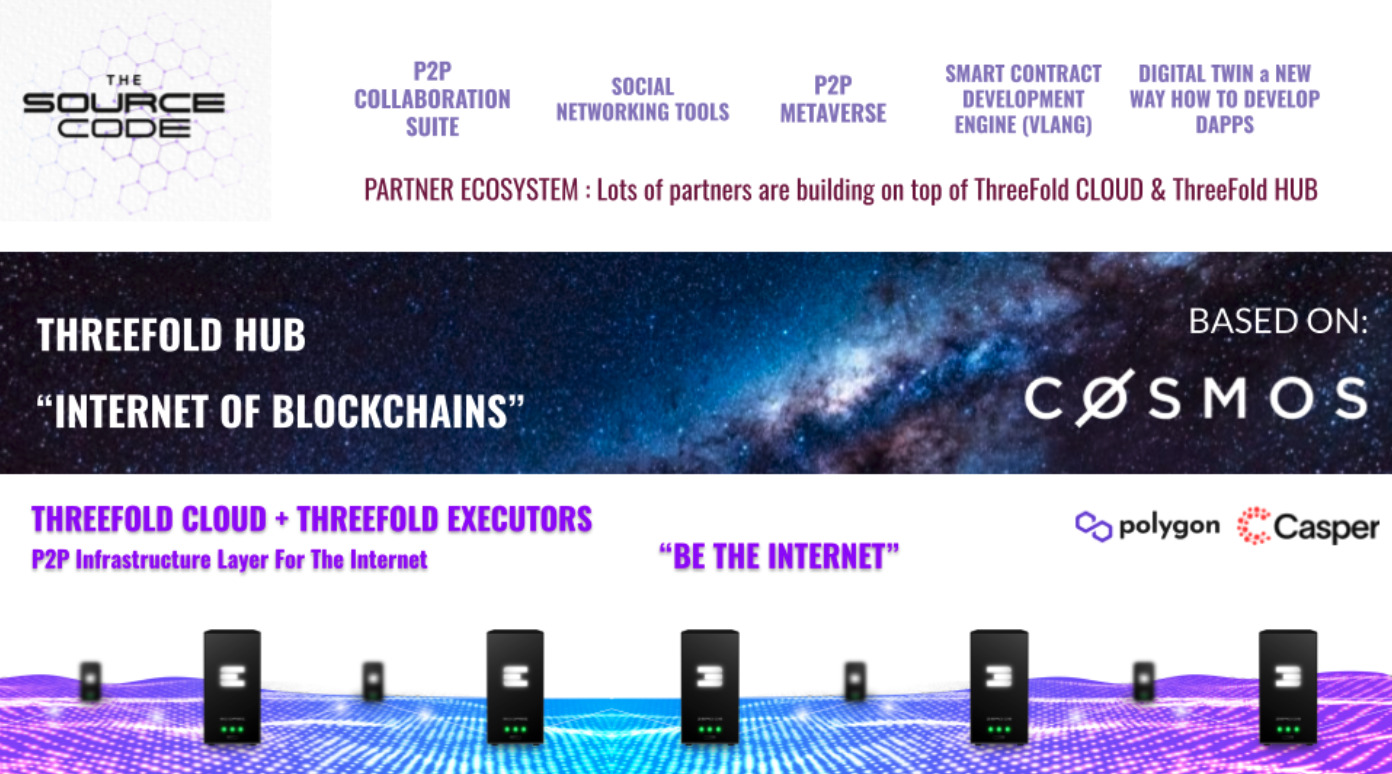 THE
SOURCE
CODE
P2P
COLLABORATION
SUITE
SOCIAL
NETWORKING TOOLS
P2P
METAVERSE
SMART CONTRACT
DEVELOPMENT
ENGINE (VLANG)
DIGITAL TWIN a NEW
WAY HOW TO DEVELOP
DAPPS
PARTNER ECOSYSTEM : Lots of partners are building on top of ThreeFold CLOUD & ThreeFold HUB
THREEFOLD HUB
“INTERNET OF BLOCKCHAINS”
BASED ON:
CØSMOS
THREEFOLD CLOUD + THREEFOLD EXECUTORS
P2P Infrastructure Layer For The Internet
“BE THE INTERNET”
polygon
Casper